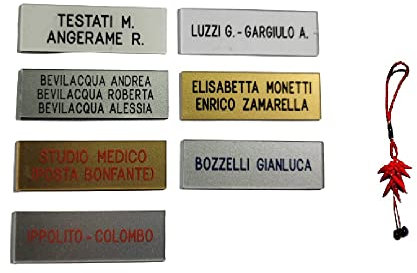 TESTATI M.
ANGERAME R.
LUZZI G.-GARGIULO A.
BEVILACQUA ANDREA
BEVILACQUA ROBERTA
BEVILACQUA ALESSIA
ELISABETTA MONETTI
ENRICO ZAMARELLA
STUDIO MEDICO
(POSTA BONFANTE)
BOZZELLI GIANLUCA
IPPOLITO-COLOMBO